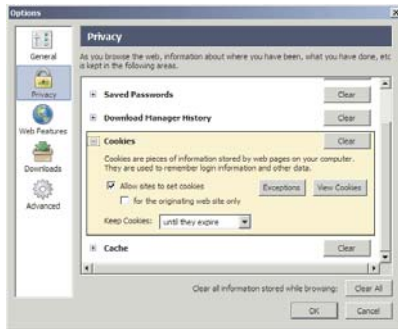 Options
General
Privacy
Web Features
Downloads
Advanced
Privacy
As you browse the web, information about where you have been, what you have done, etc
is kept in the following areas.
Saved Passwords Clear
Download Manager History Clear
Cookies Clear
Cookies are pieces of information stored by web pages on your computer.
They are used to remember login information and other data.
Allow sites to set cookies Exceptions View Cookies
for the originating web site only
Keep Cookies: until they expire
Cache Clear
Clear all information stored while browsing: Clear All
OK Cancel